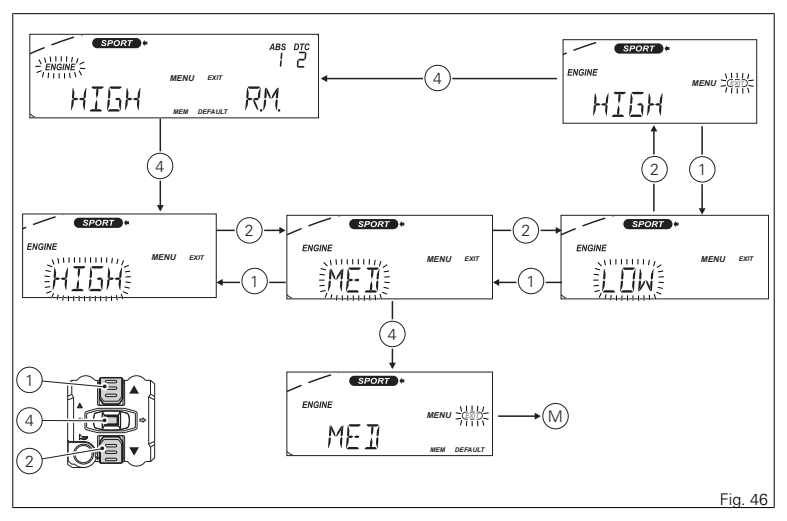 SPORT
ABS DTC
1 2
ENGINE
MENU EXIT
HIGH R.M.
MEM DEFAULT
4
SPORT
ENGINE
MENU EXIT
HIGH
4
2
1
SPORT
ENGINE
MENU EXIT
HIGH
2
1
SPORT
ENGINE
MENU EXIT
MED
2
1
SPORT
ENGINE
MENU EXIT
LOW
4
SPORT
ENGINE
MENU EXIT
MED
MEM DEFAULT
M
1
4
2
Fig. 46